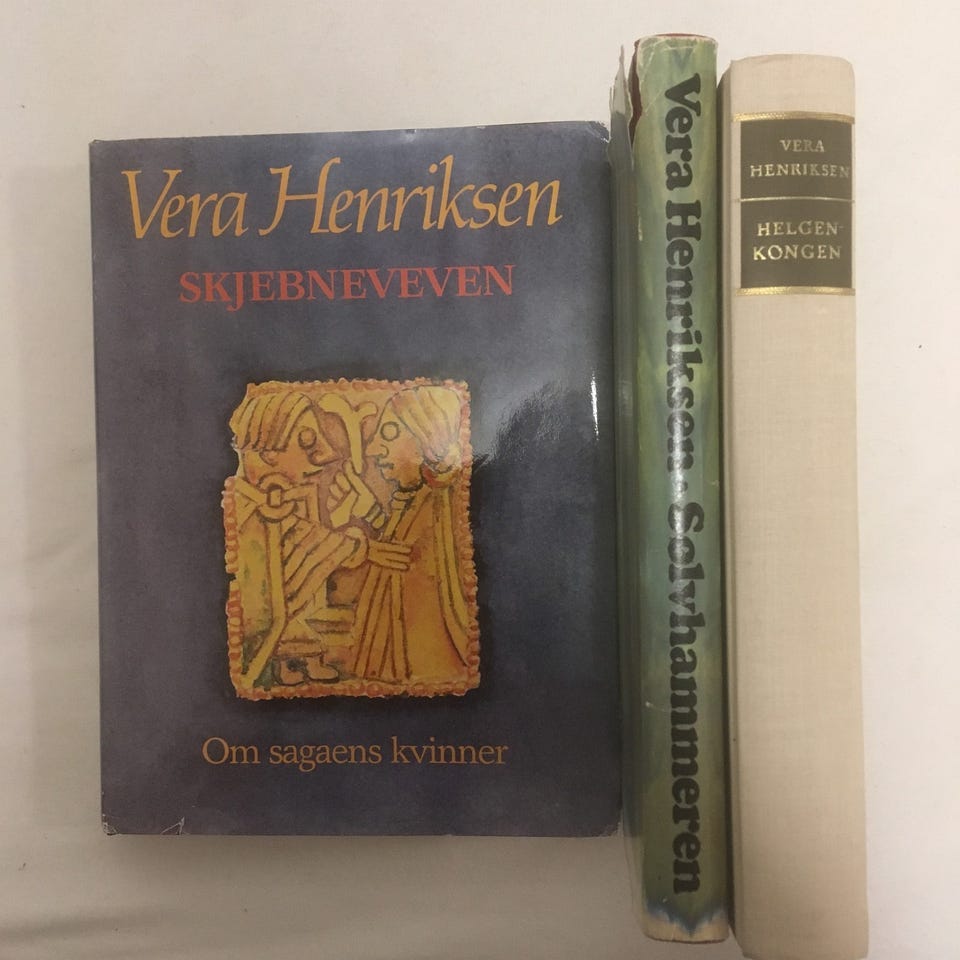 Vera Henriksen
SKJEBNEVEVEN
Om sagaens kvinner
Vera Henriksen · Sølvhammeren
VERA
HENRIKSEN
HELGEN-
KONGEN